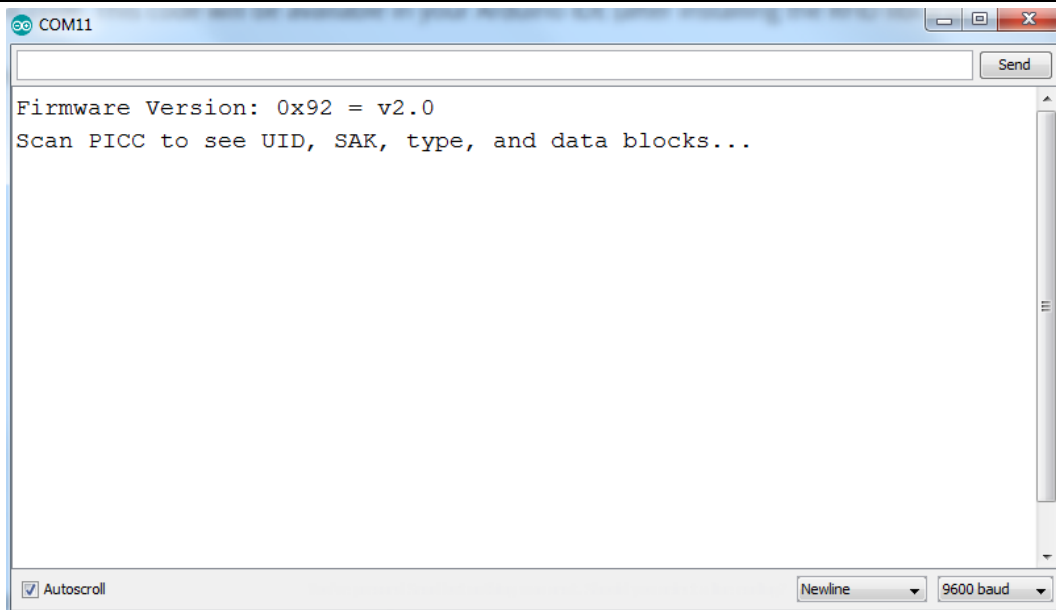 COM11
Send
Firmware Version: 0x92 = v2.0
Scan PICC to see UID, SAK, type, and data blocks...
Autoscroll
Newline
9600 baud